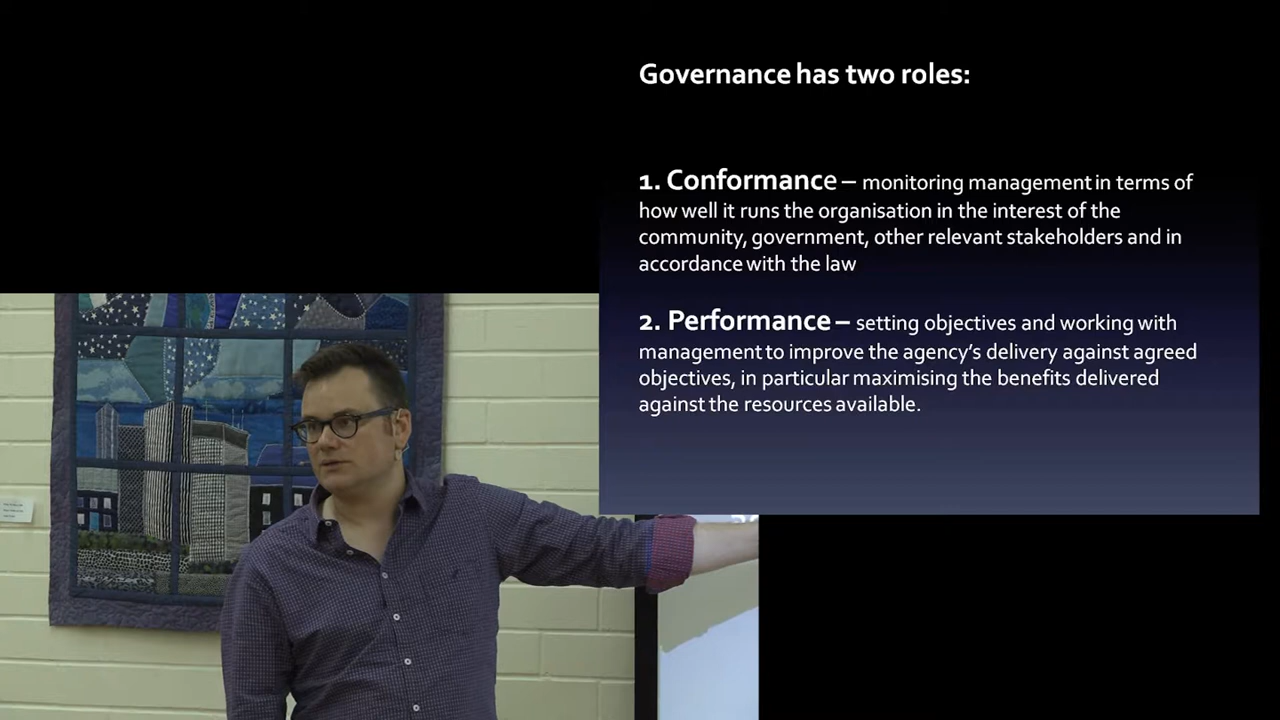 Governance has two roles:
1. Conformance – monitoring management in terms of
how well it runs the organisation in the interest of the
community, government, other relevant stakeholders and in
accordance with the law
2. Performance – setting objectives and working with
management to improve the agency's delivery against agreed
objectives, in particular maximising the benefits delivered
against the resources available.